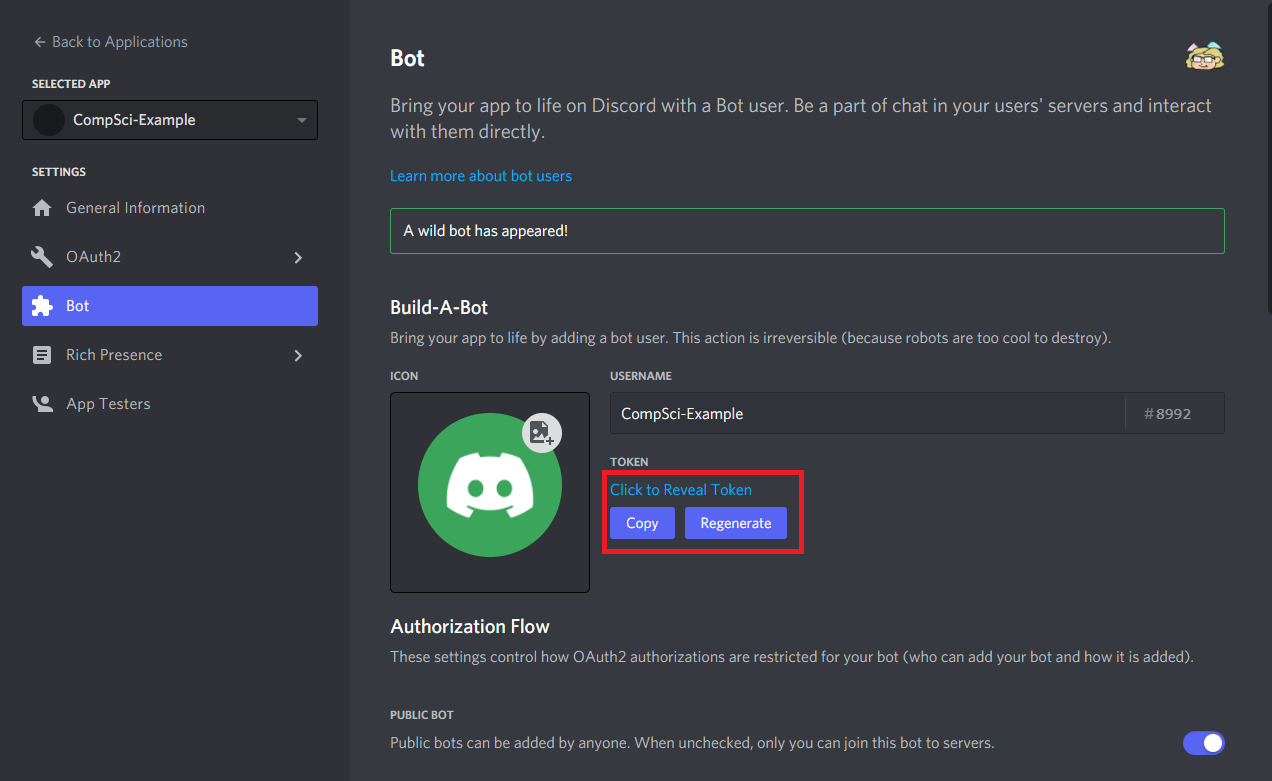 Back to Applications
SELECTED APP
CompSci-Example
SETTINGS
General Information
OAuth2
Bot
Rich Presence
App Testers
Bot
Bring your app to life on Discord with a Bot user. Be a part of chat in your users' servers and interact
with them directly.
Learn more about bot users
A wild bot has appeared!
Build-A-Bot
Bring your app to life by adding a bot user. This action is irreversible (because robots are too cool to destroy).
ICON
USERNAME
CompSci-Example #8992
TOKEN
Click to Reveal Token
Copy Regenerate
Authorization Flow
These settings control how OAuth2 authorizations are restricted for your bot (who can add your bot and how it is added).
PUBLIC BOT
Public bots can be added by anyone. When unchecked, only you can join this bot to servers.